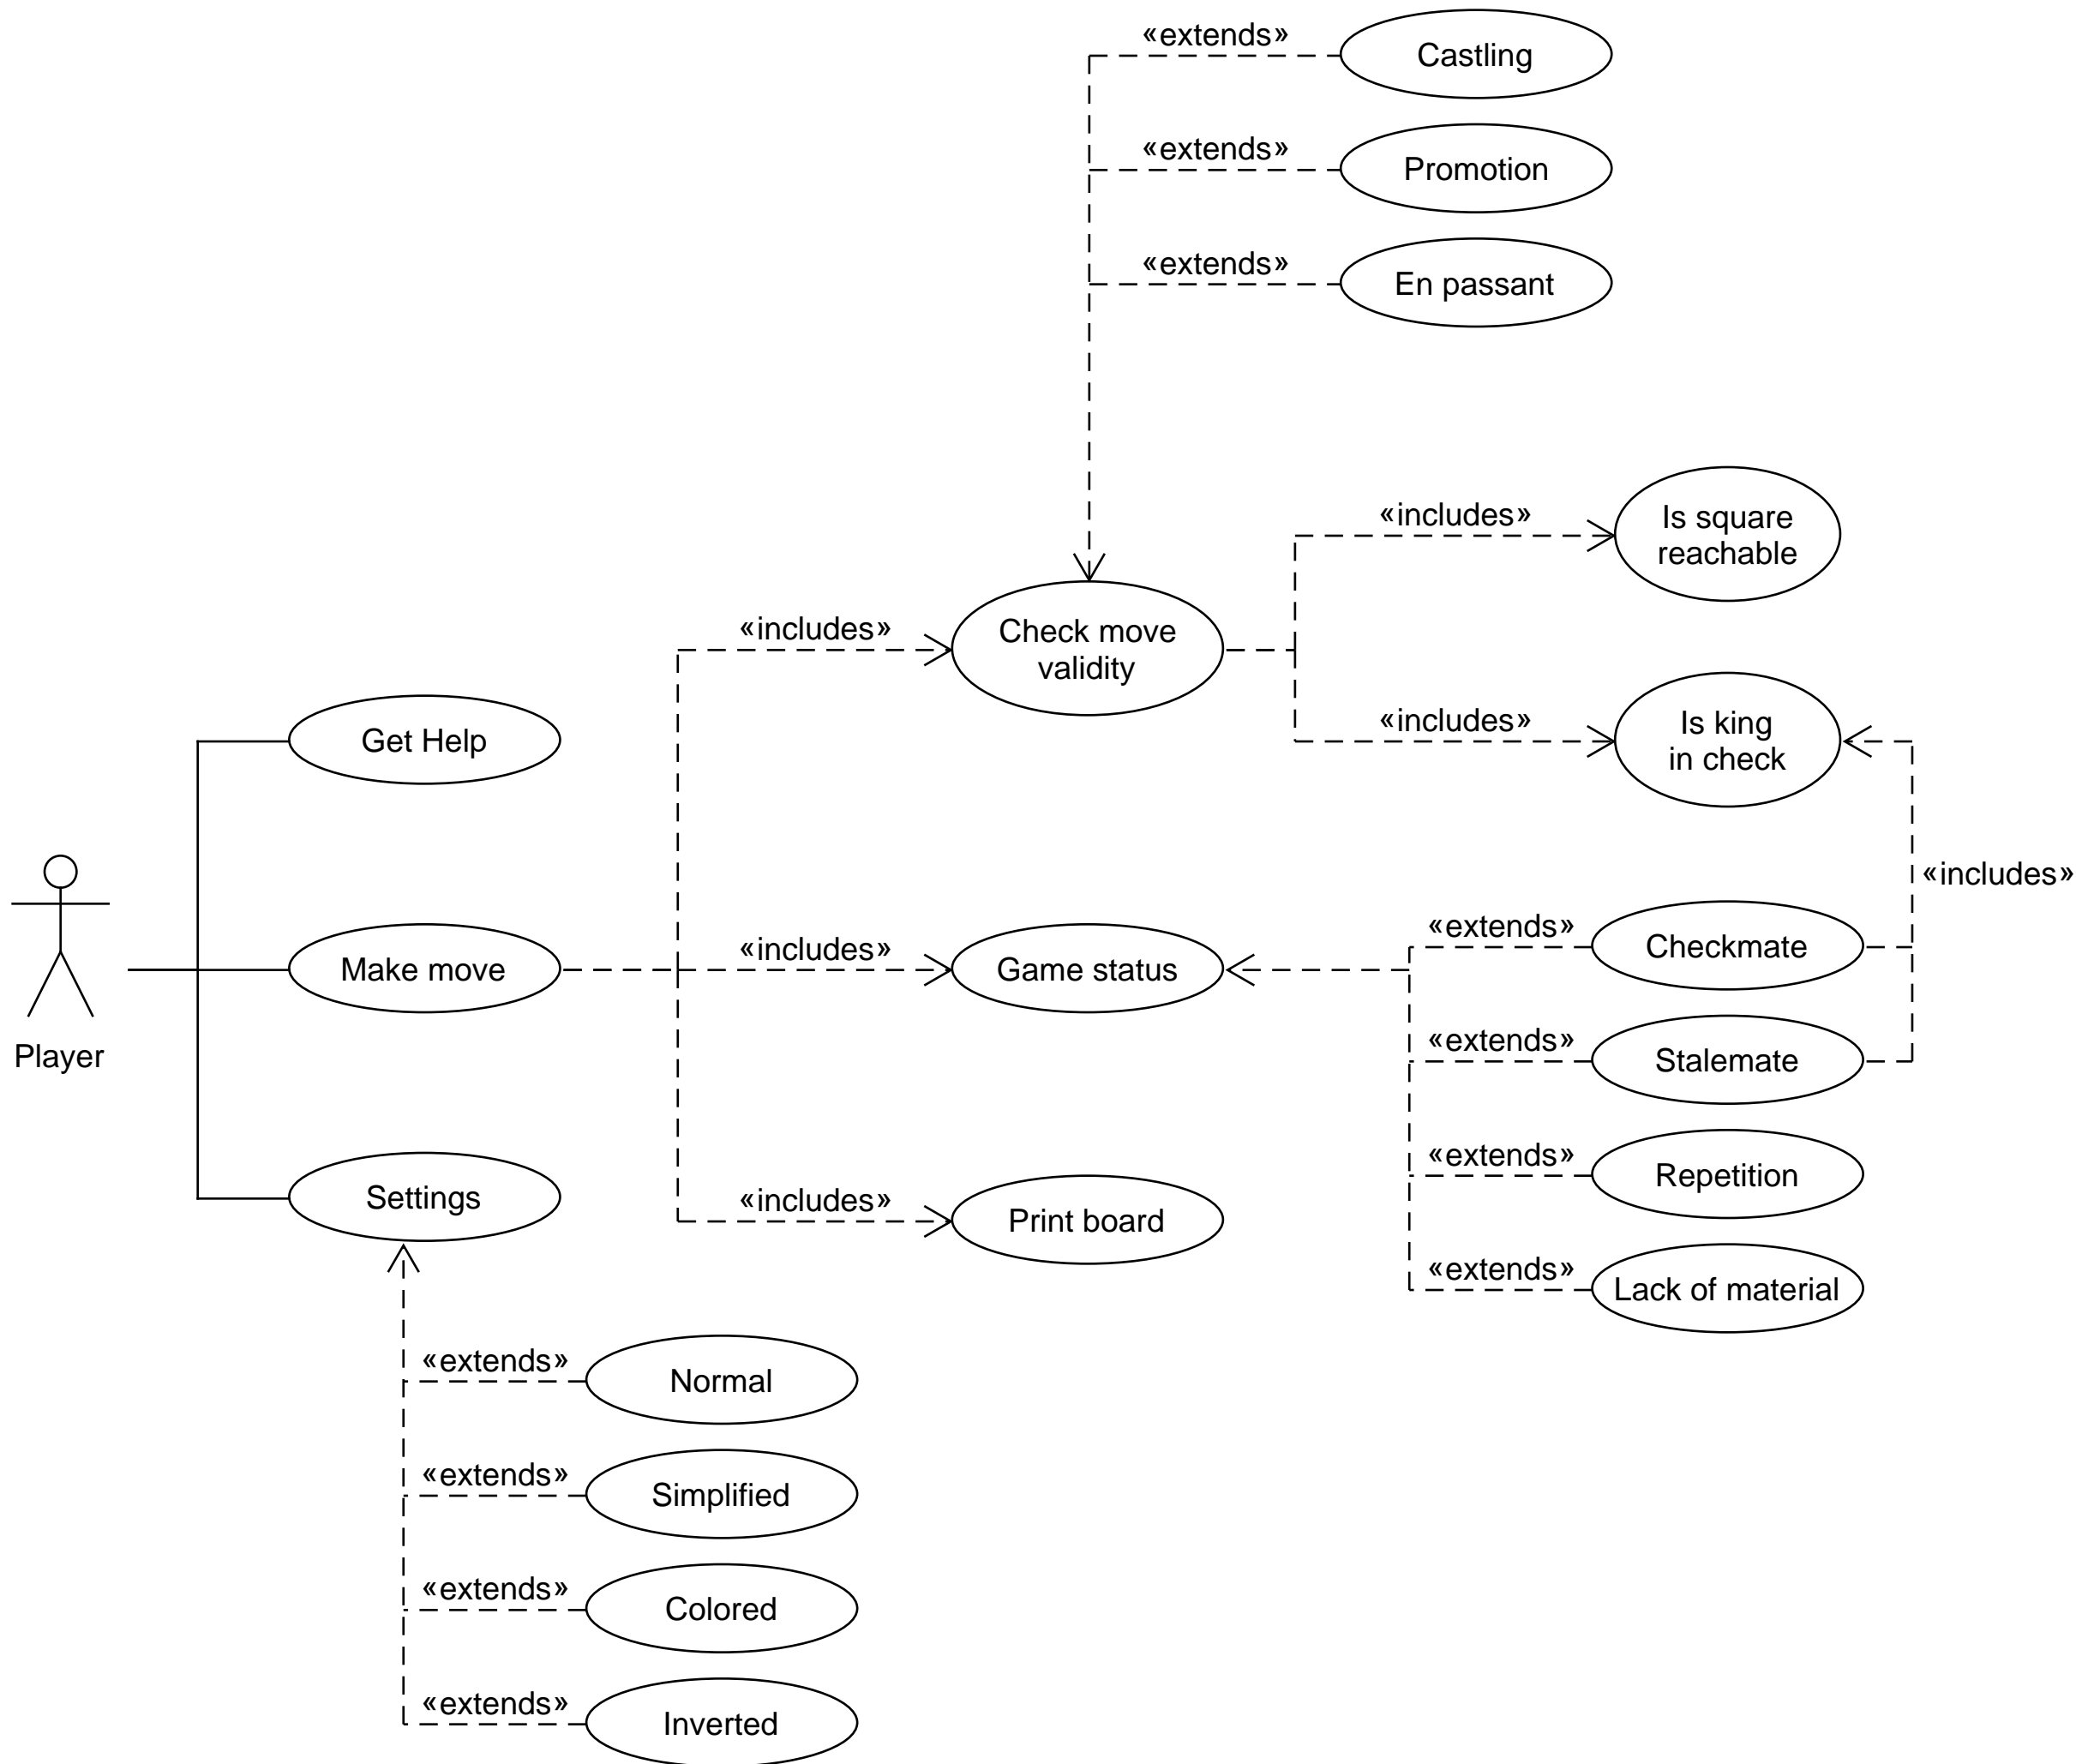 «extends»
Castling
«extends»
Promotion
«extends»
En passant
«includes»
Is square
reachable
«includes»
Check move
validity
«includes»
Is king
in check
Get Help
«includes»
«includes»
Make move
Game status
«extends»
Checkmate
«extends»
Stalemate
Player
«extends»
Repetition
Settings
«includes»
Print board
«extends»
Lack of material
«extends»
Normal
«extends»
Simplified
«extends»
Colored
«extends»
Inverted